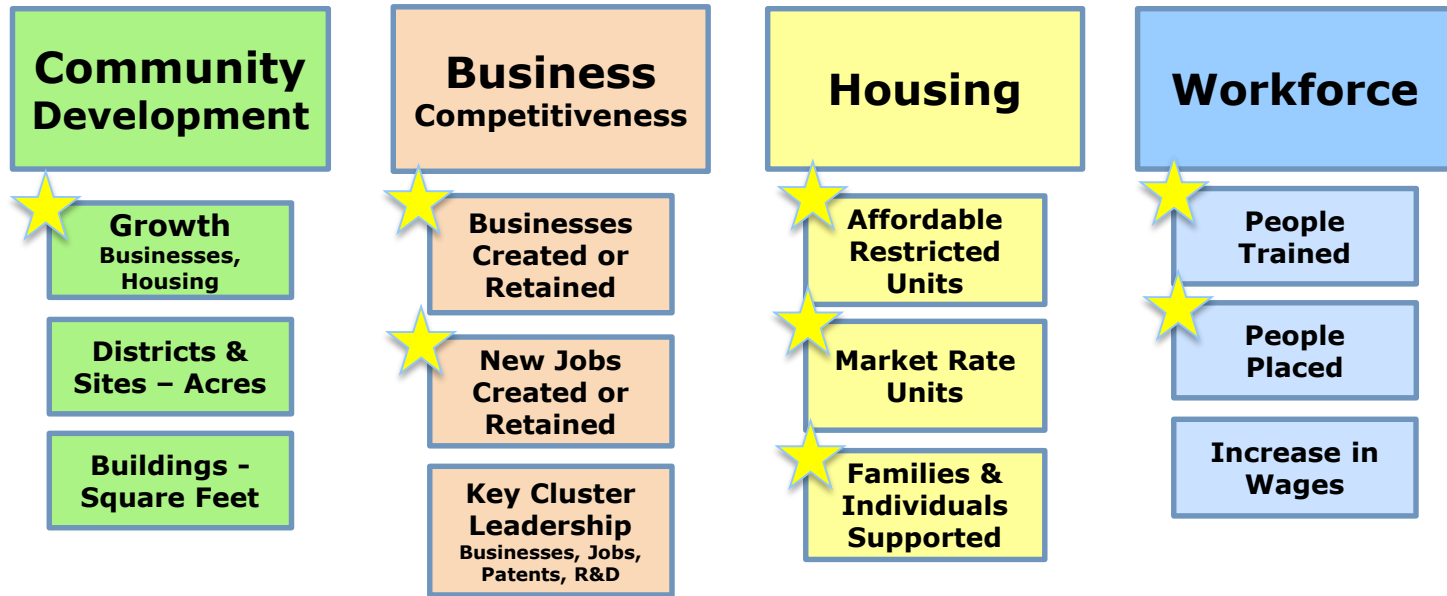 Community
Development
Growth
Businesses,
Housing
Districts &
Sites – Acres
Buildings -
Square Feet
Business
Competitiveness
Businesses
Created or
Retained
New Jobs
Created or
Retained
Key Cluster
Leadership
Businesses, Jobs,
Patents, R&D
Housing
Affordable
Restricted
Units
Market Rate
Units
Families &
Individuals
Supported
Workforce
People
Trained
People
Placed
Increase in
Wages